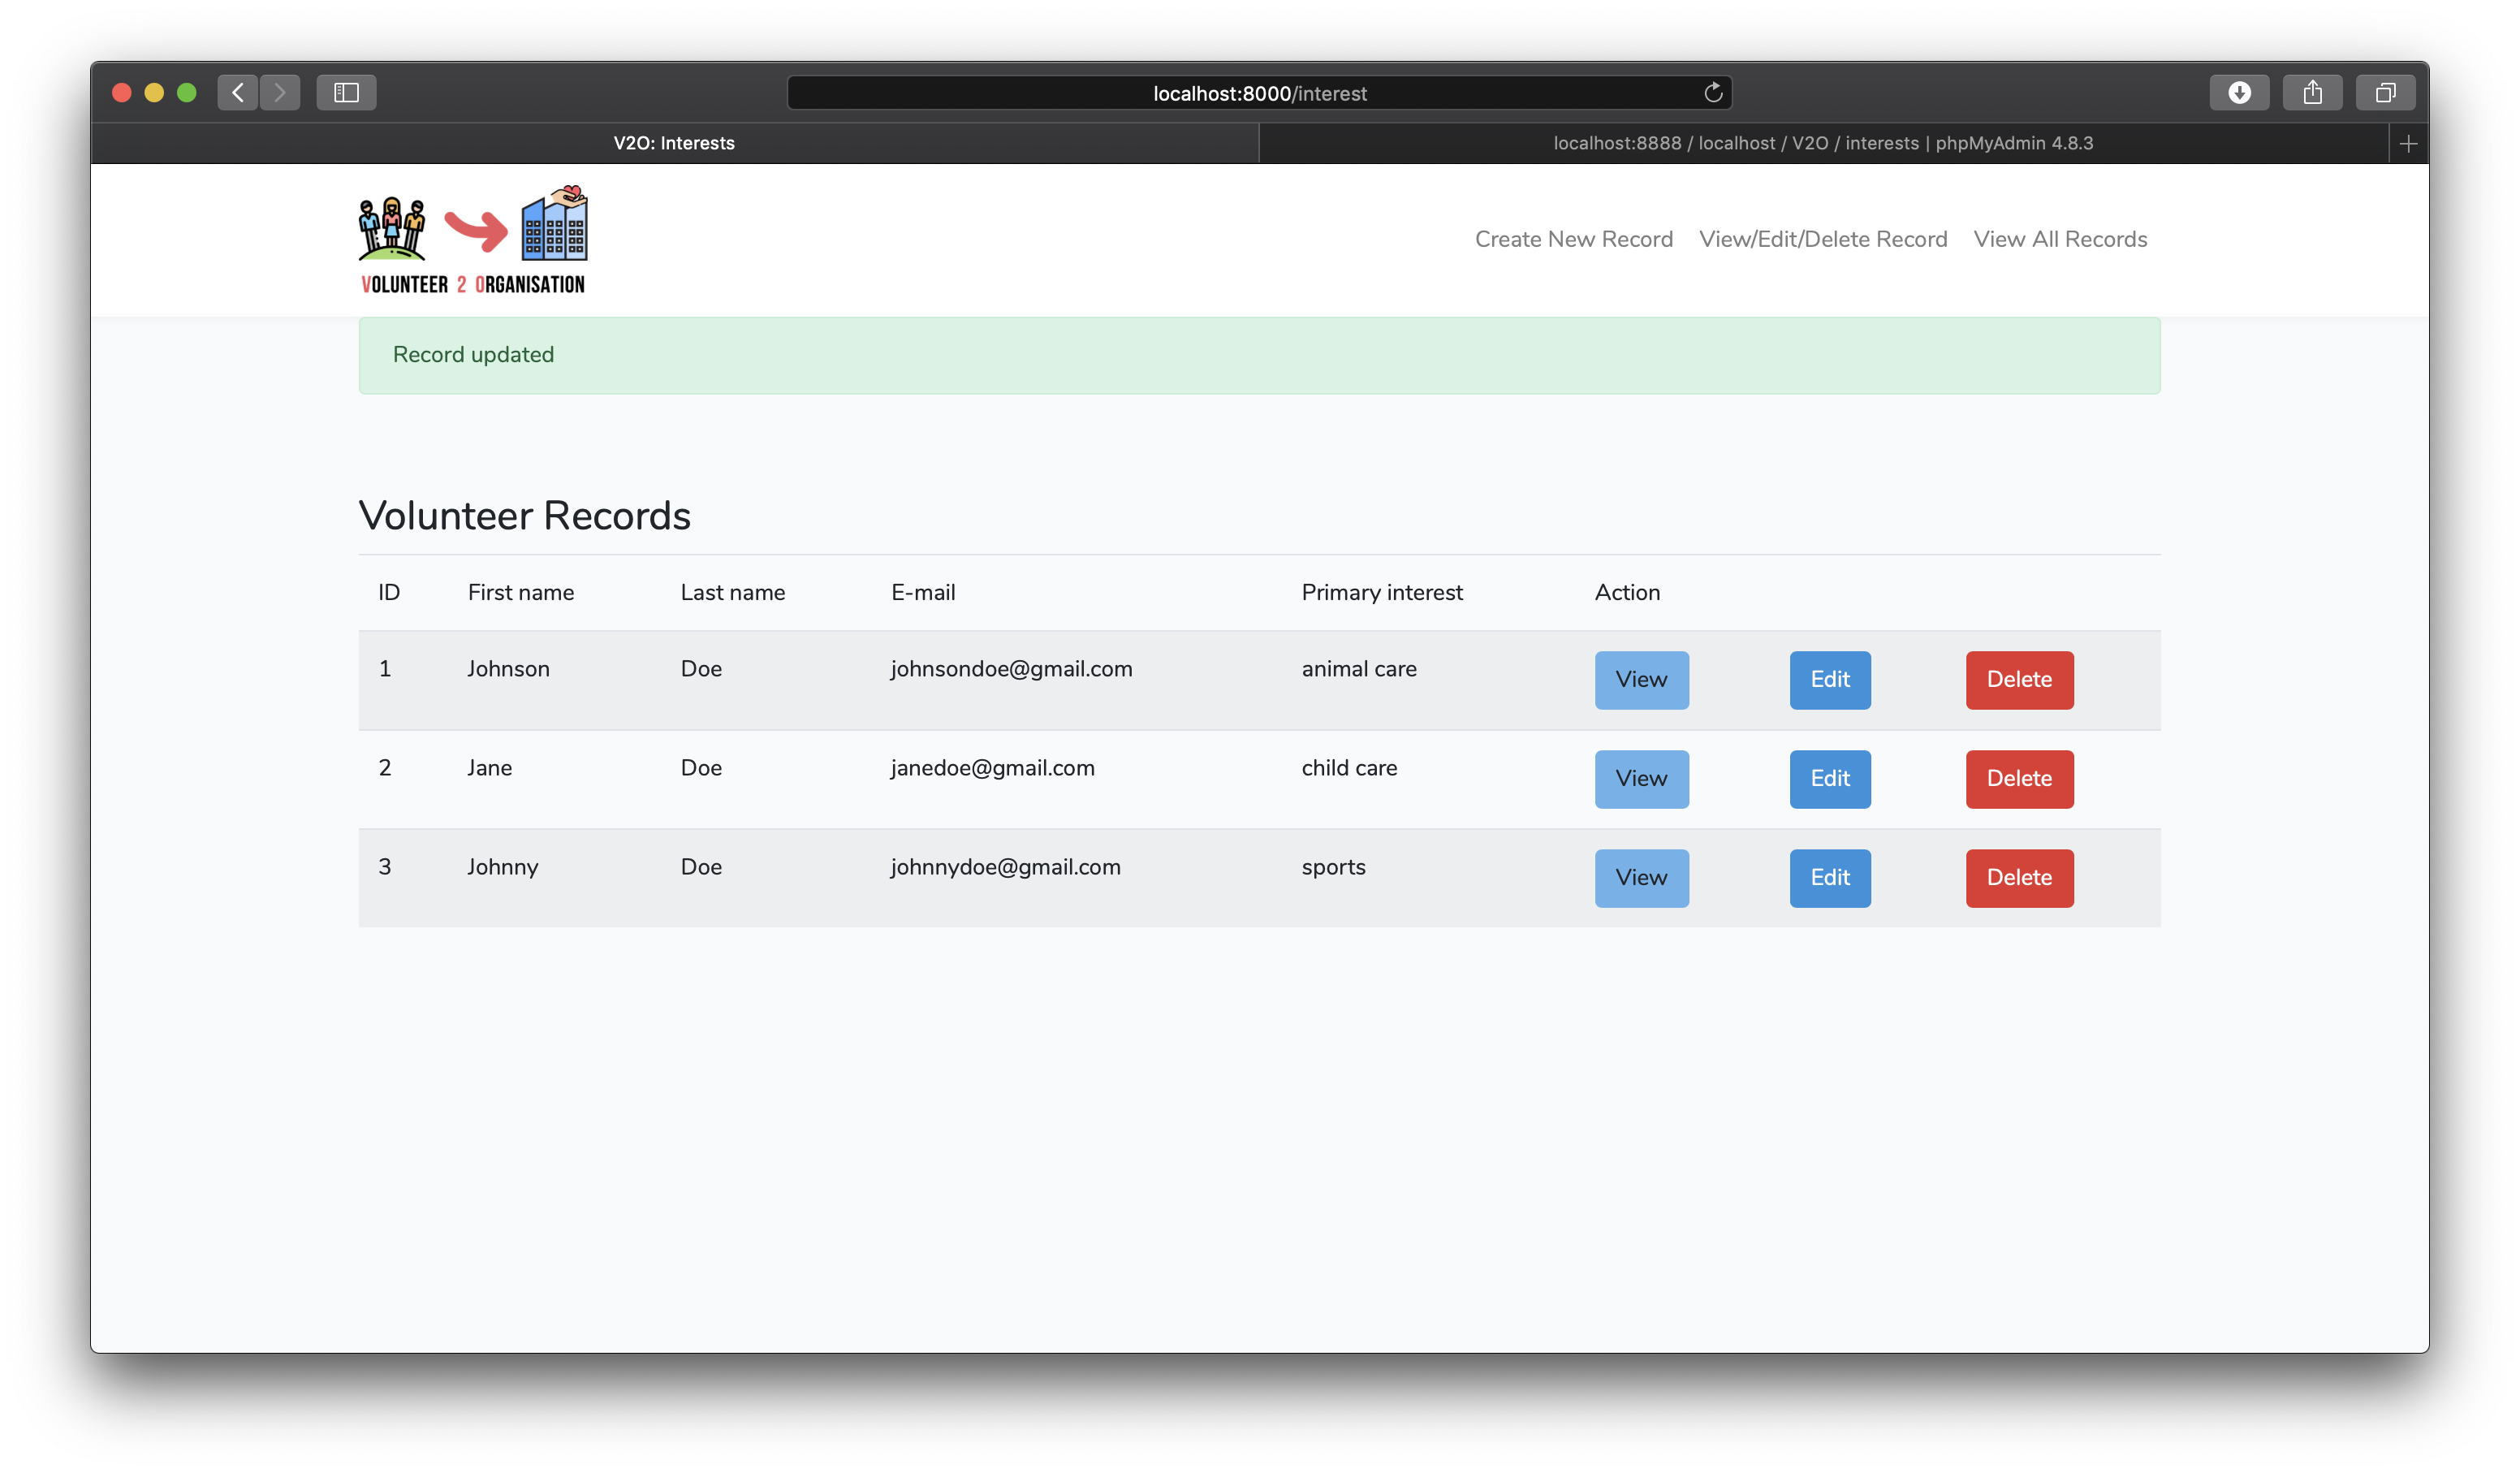 localhost:8000/interest
V2O: Interests
localhost:8888 / localhost / V2O / interests | phpMyAdmin 4.8.3
VOLUNTEER 2 ORGANISATION
Create New Record View/Edit/Delete Record View All Records
Record updated
Volunteer Records
ID First name Last name E-mail Primary interest Action
1 Johnson Doe johnsondoe@gmail.com animal care View Edit Delete
2 Jane Doe janedoe@gmail.com child care View Edit Delete
3 Johnny Doe johnnydoe@gmail.com sports View Edit Delete